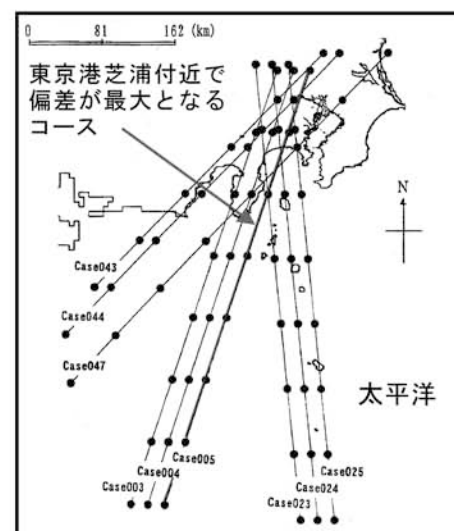 0 81 162 (km)
東京港芝浦付近で
偏差が最大となる
コース
N
Case043
Case044
Case047
太平洋
Case005
Case004
Case003
Case025
Case024
Case023